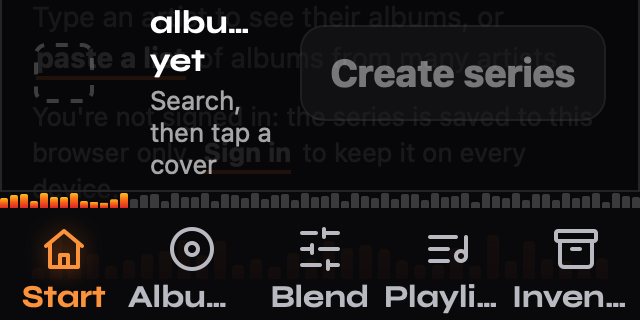 Type an artist to see their albums, or
paste a list of albums from many artists.
You're not signed in: the series is saved to this
browser only. Sign in to keep it on every
device.
albu...
yet
Search,
then tap a
cover
Create series
Start Albu... Blend Playli... Inven...